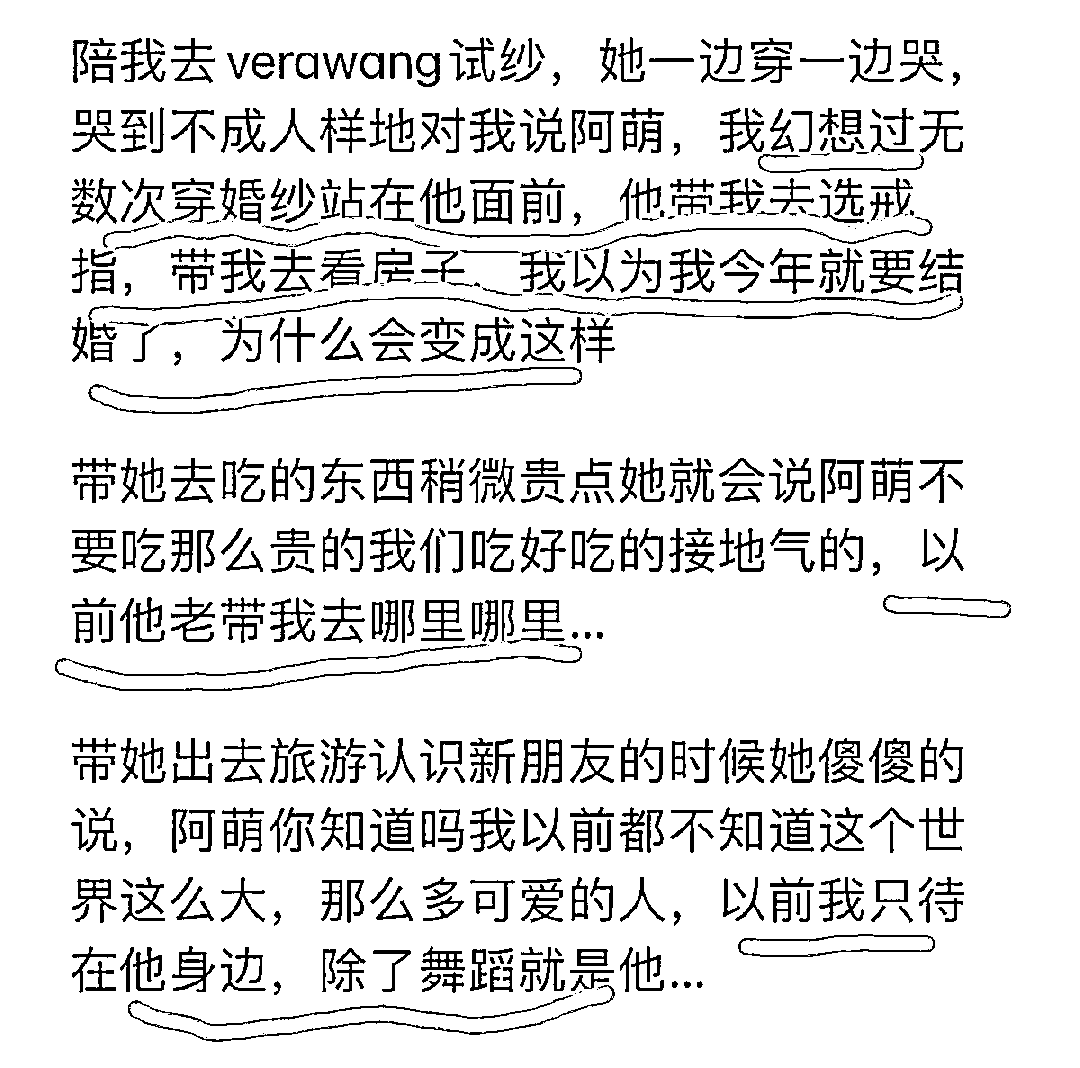 陪我去verawang试纱，她一边穿一边哭，
哭到不成人样地对我说阿萌，我幻想过无
数次穿婚纱站在他面前，他带我去选戒
指，带我去看房子，我以为我今年就要结
婚了，为什么会变成这样
带她去吃的东西稍微贵点她就会说阿萌不
要吃那么贵的我们吃好吃的接地气的，以
前他老带我去哪里哪里...
带她出去旅游认识新朋友的时候她傻傻的
说，阿萌你知道吗我以前都不知道这个世
界这么大，那么多可爱的人，以前我只待
在他身边，除了舞蹈就是他...